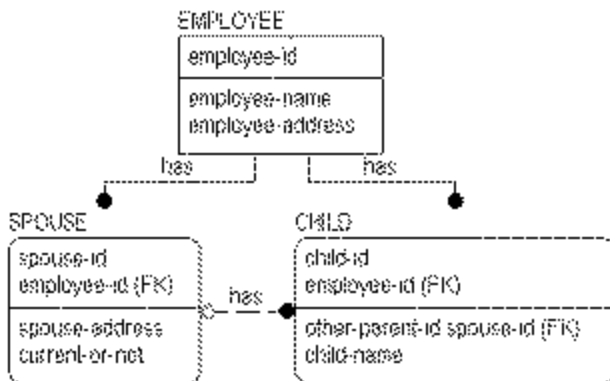 EMPLOYEE
employee-id
employee-name
employee-address
has
has
SPOUSE
spouse-id
employee-id (FK)
spouse-address
current-or-not
has
CHILD
child-id
employee-id (FK)
other-parent-id.spouse-id (FK)
child-name